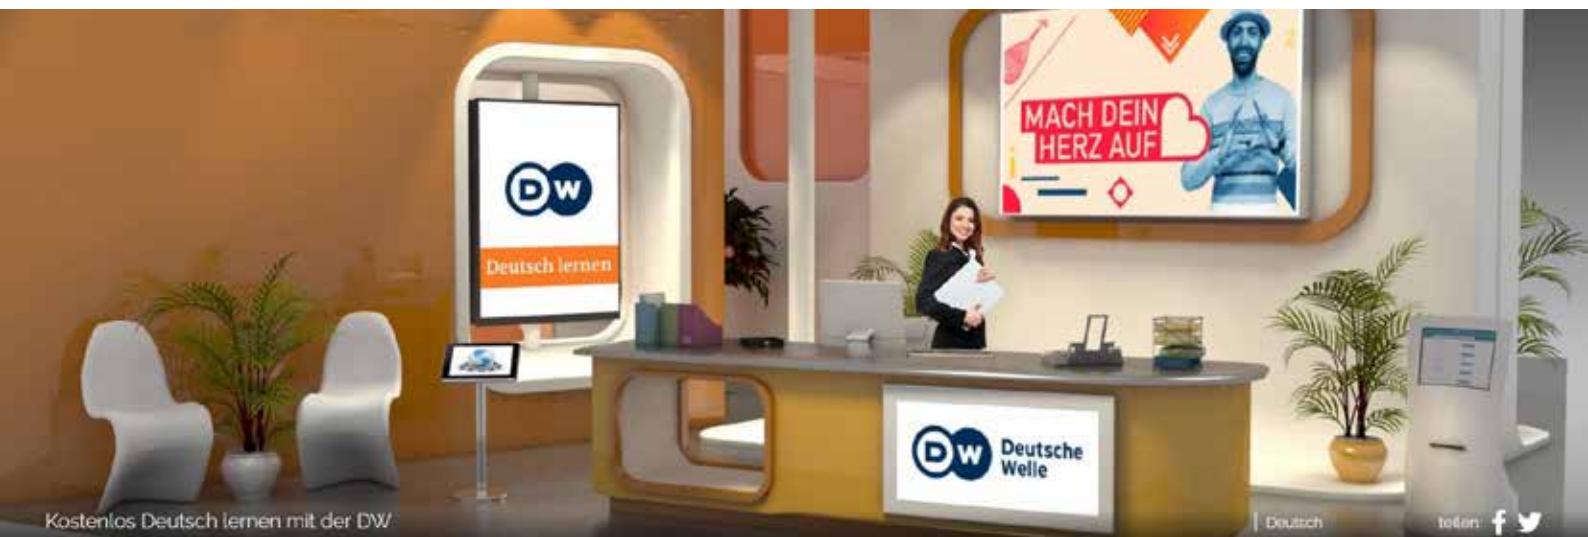 DW
Deutsch lernen
MACH DEIN
HERZ AUF
DW
Deutsche
Welle
Kostenlos Deutsch lernen mit der DW
Deutsch
teilen: